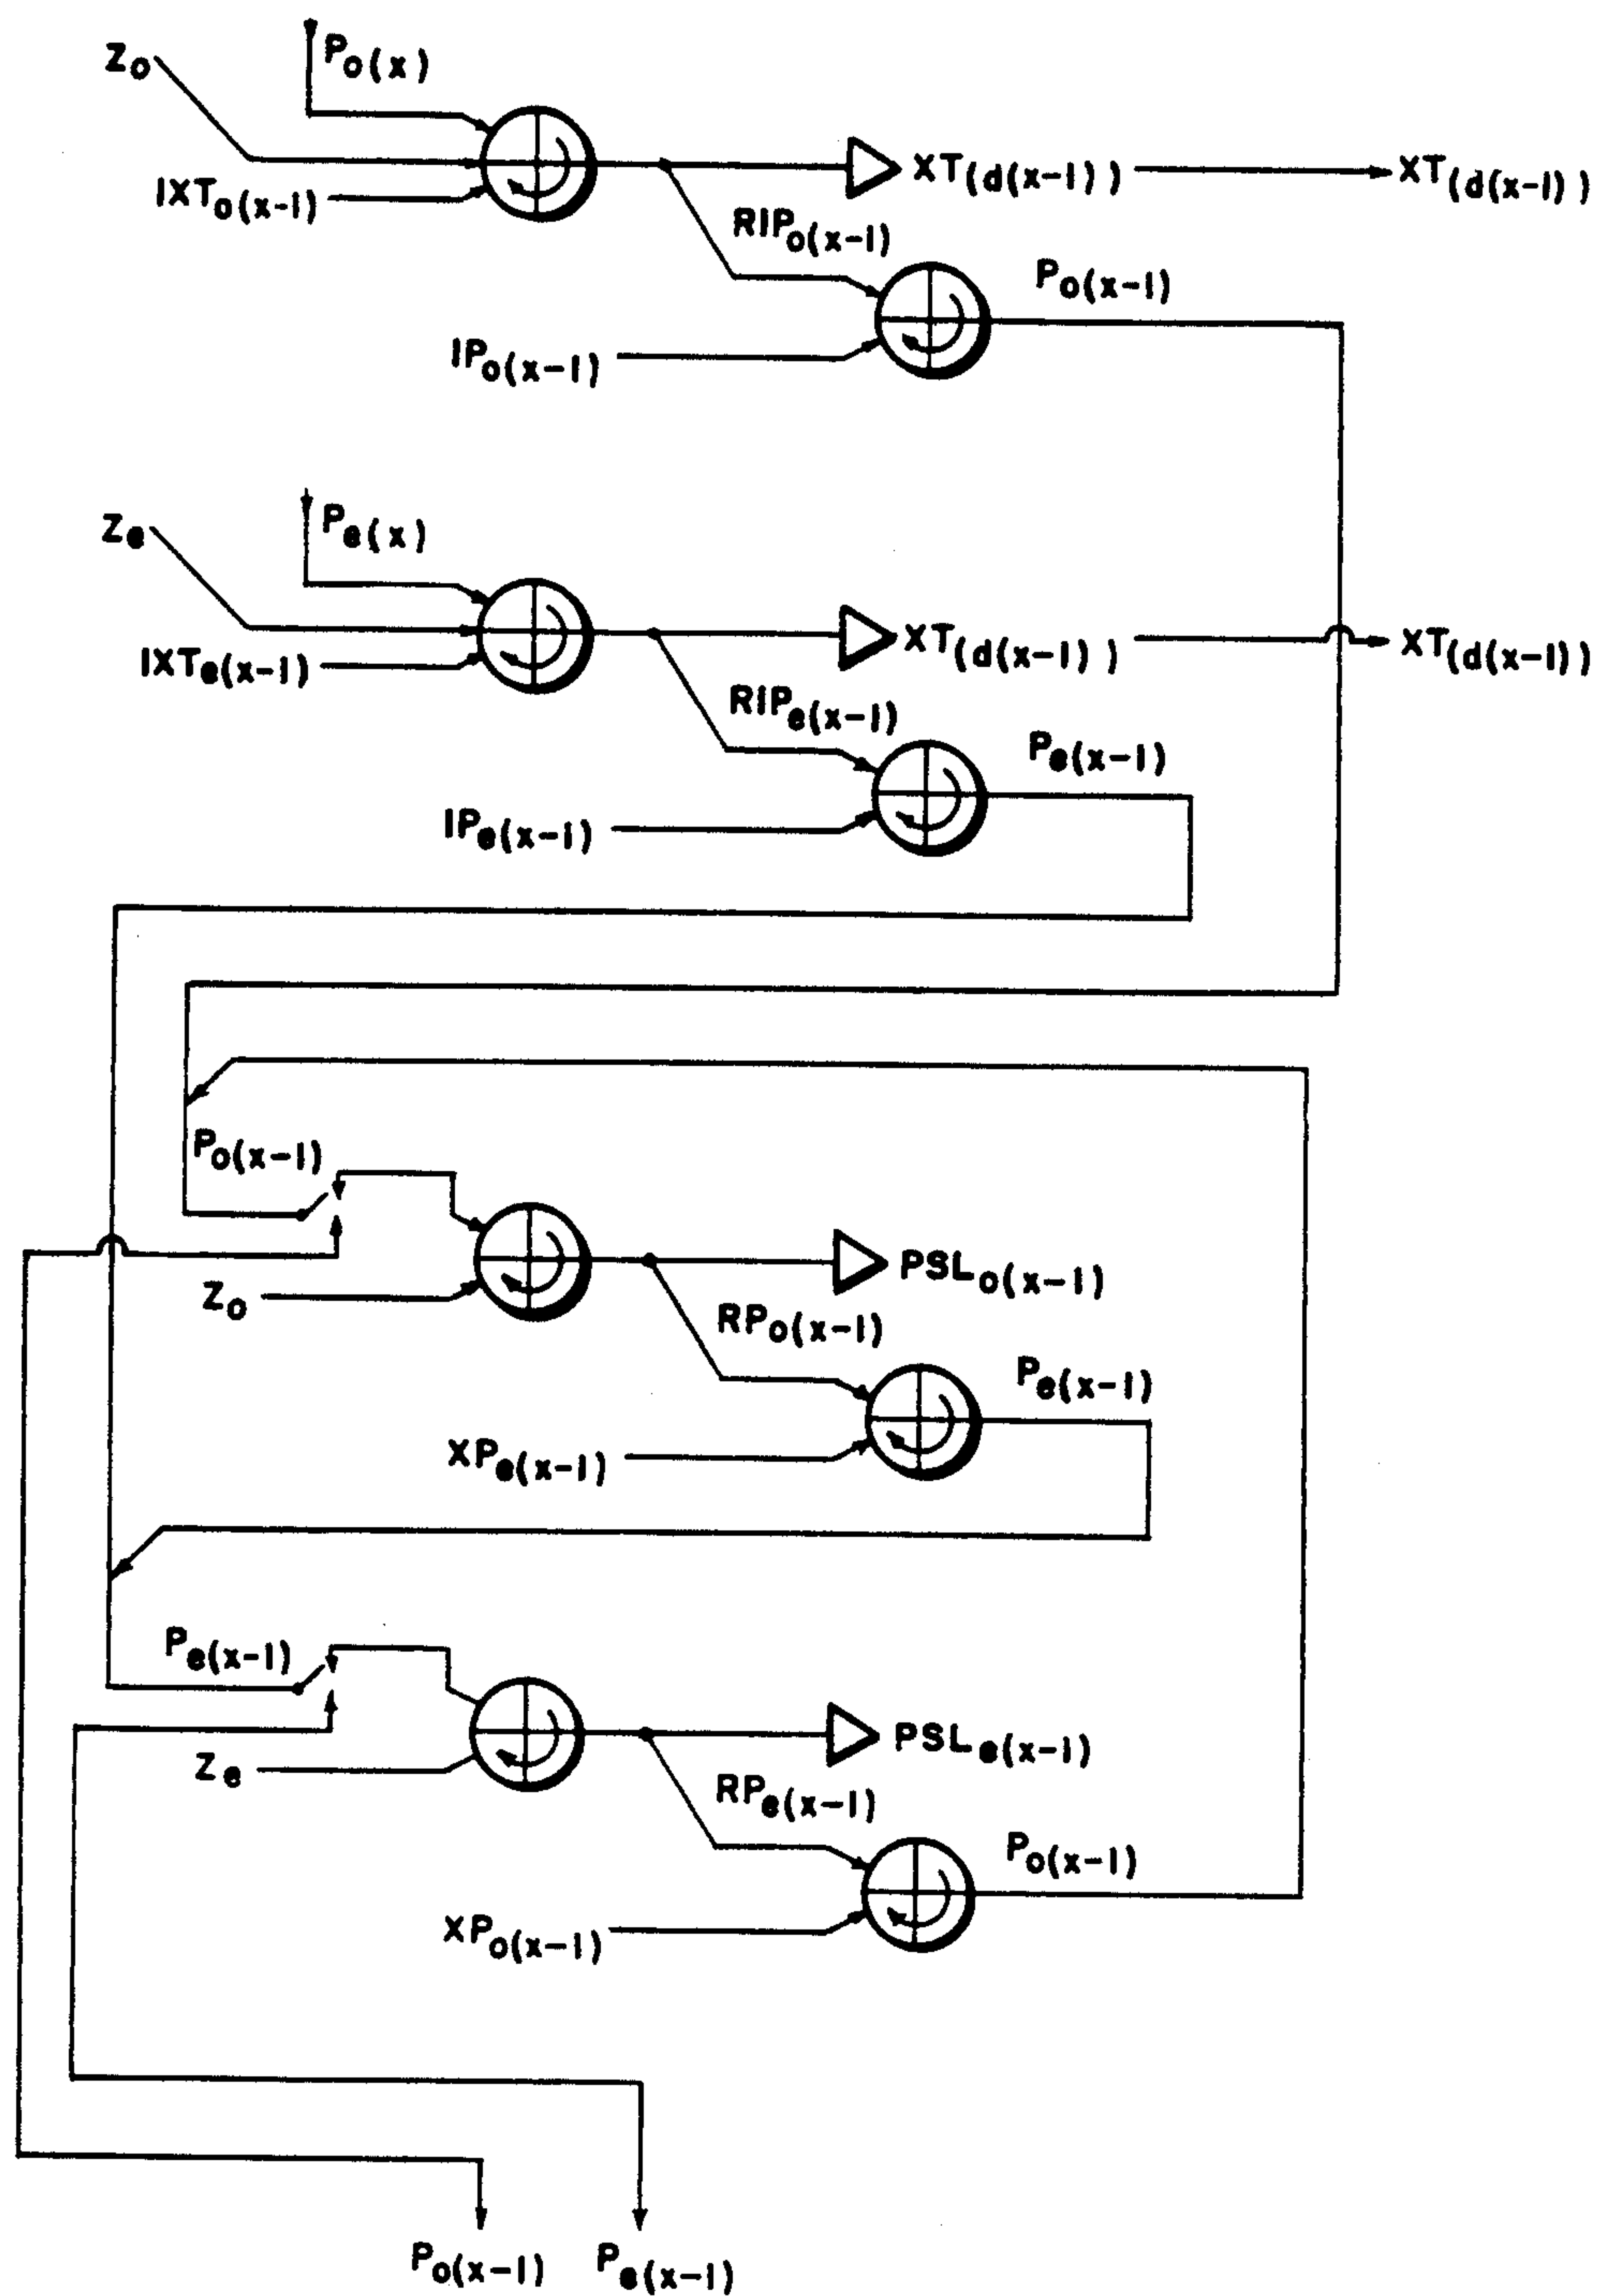 Zo
Po(x)
IXTo(x-1)
XT(d(x-1))
XT(d(x-1))
RIPo(x-1)
Po(x-1)
IPo(x-1)
Ze
Pe(x)
IXTe(x-1)
XT(d(x-1))
XT(d(x-1))
RIPe(x-1)
Pe(x-1)
IPe(x-1)
Po(x-1)
Zo
PSLo(x-1)
RPo(x-1)
Pe(x-1)
XPe(x-1)
Pe(x-1)
Ze
PSLe(x-1)
RPe(x-1)
Po(x-1)
XPo(x-1)
Po(x-1)
Pe(x-1)